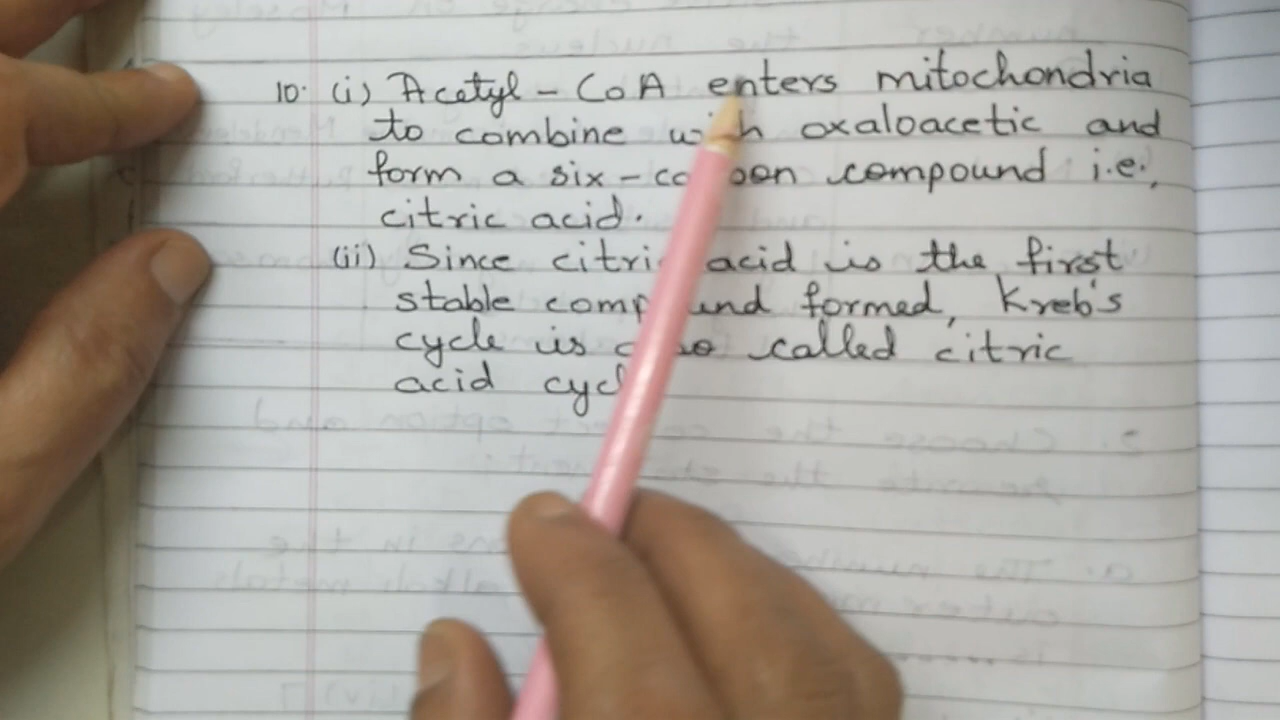 10. (i) Acetyl - CoA enters mitochondria
to combine with oxaloacetic and
form a six - carbon compound i.e.,
citric acid.
(ii) Since citric acid is the first
stable compound formed, Kreb's
cycle is also called citric
acid cycle